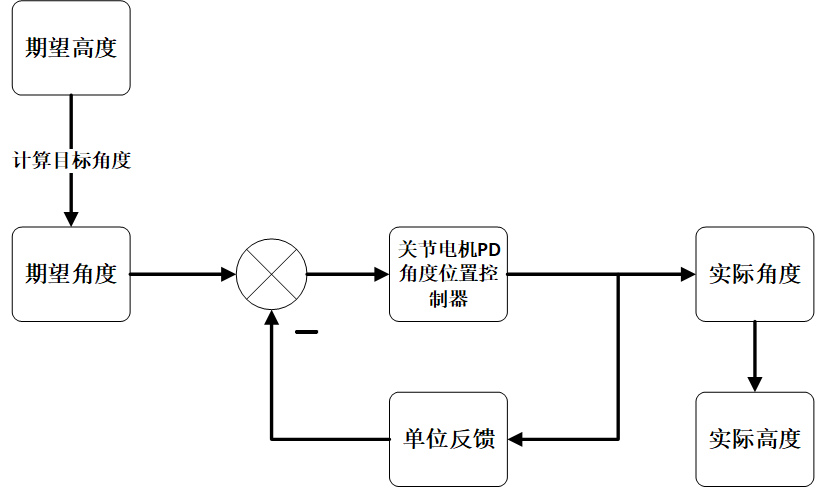 期望高度
计算目标角度
期望角度
关节电机PD
角度位置控
制器
实际角度
单位反馈
实际高度